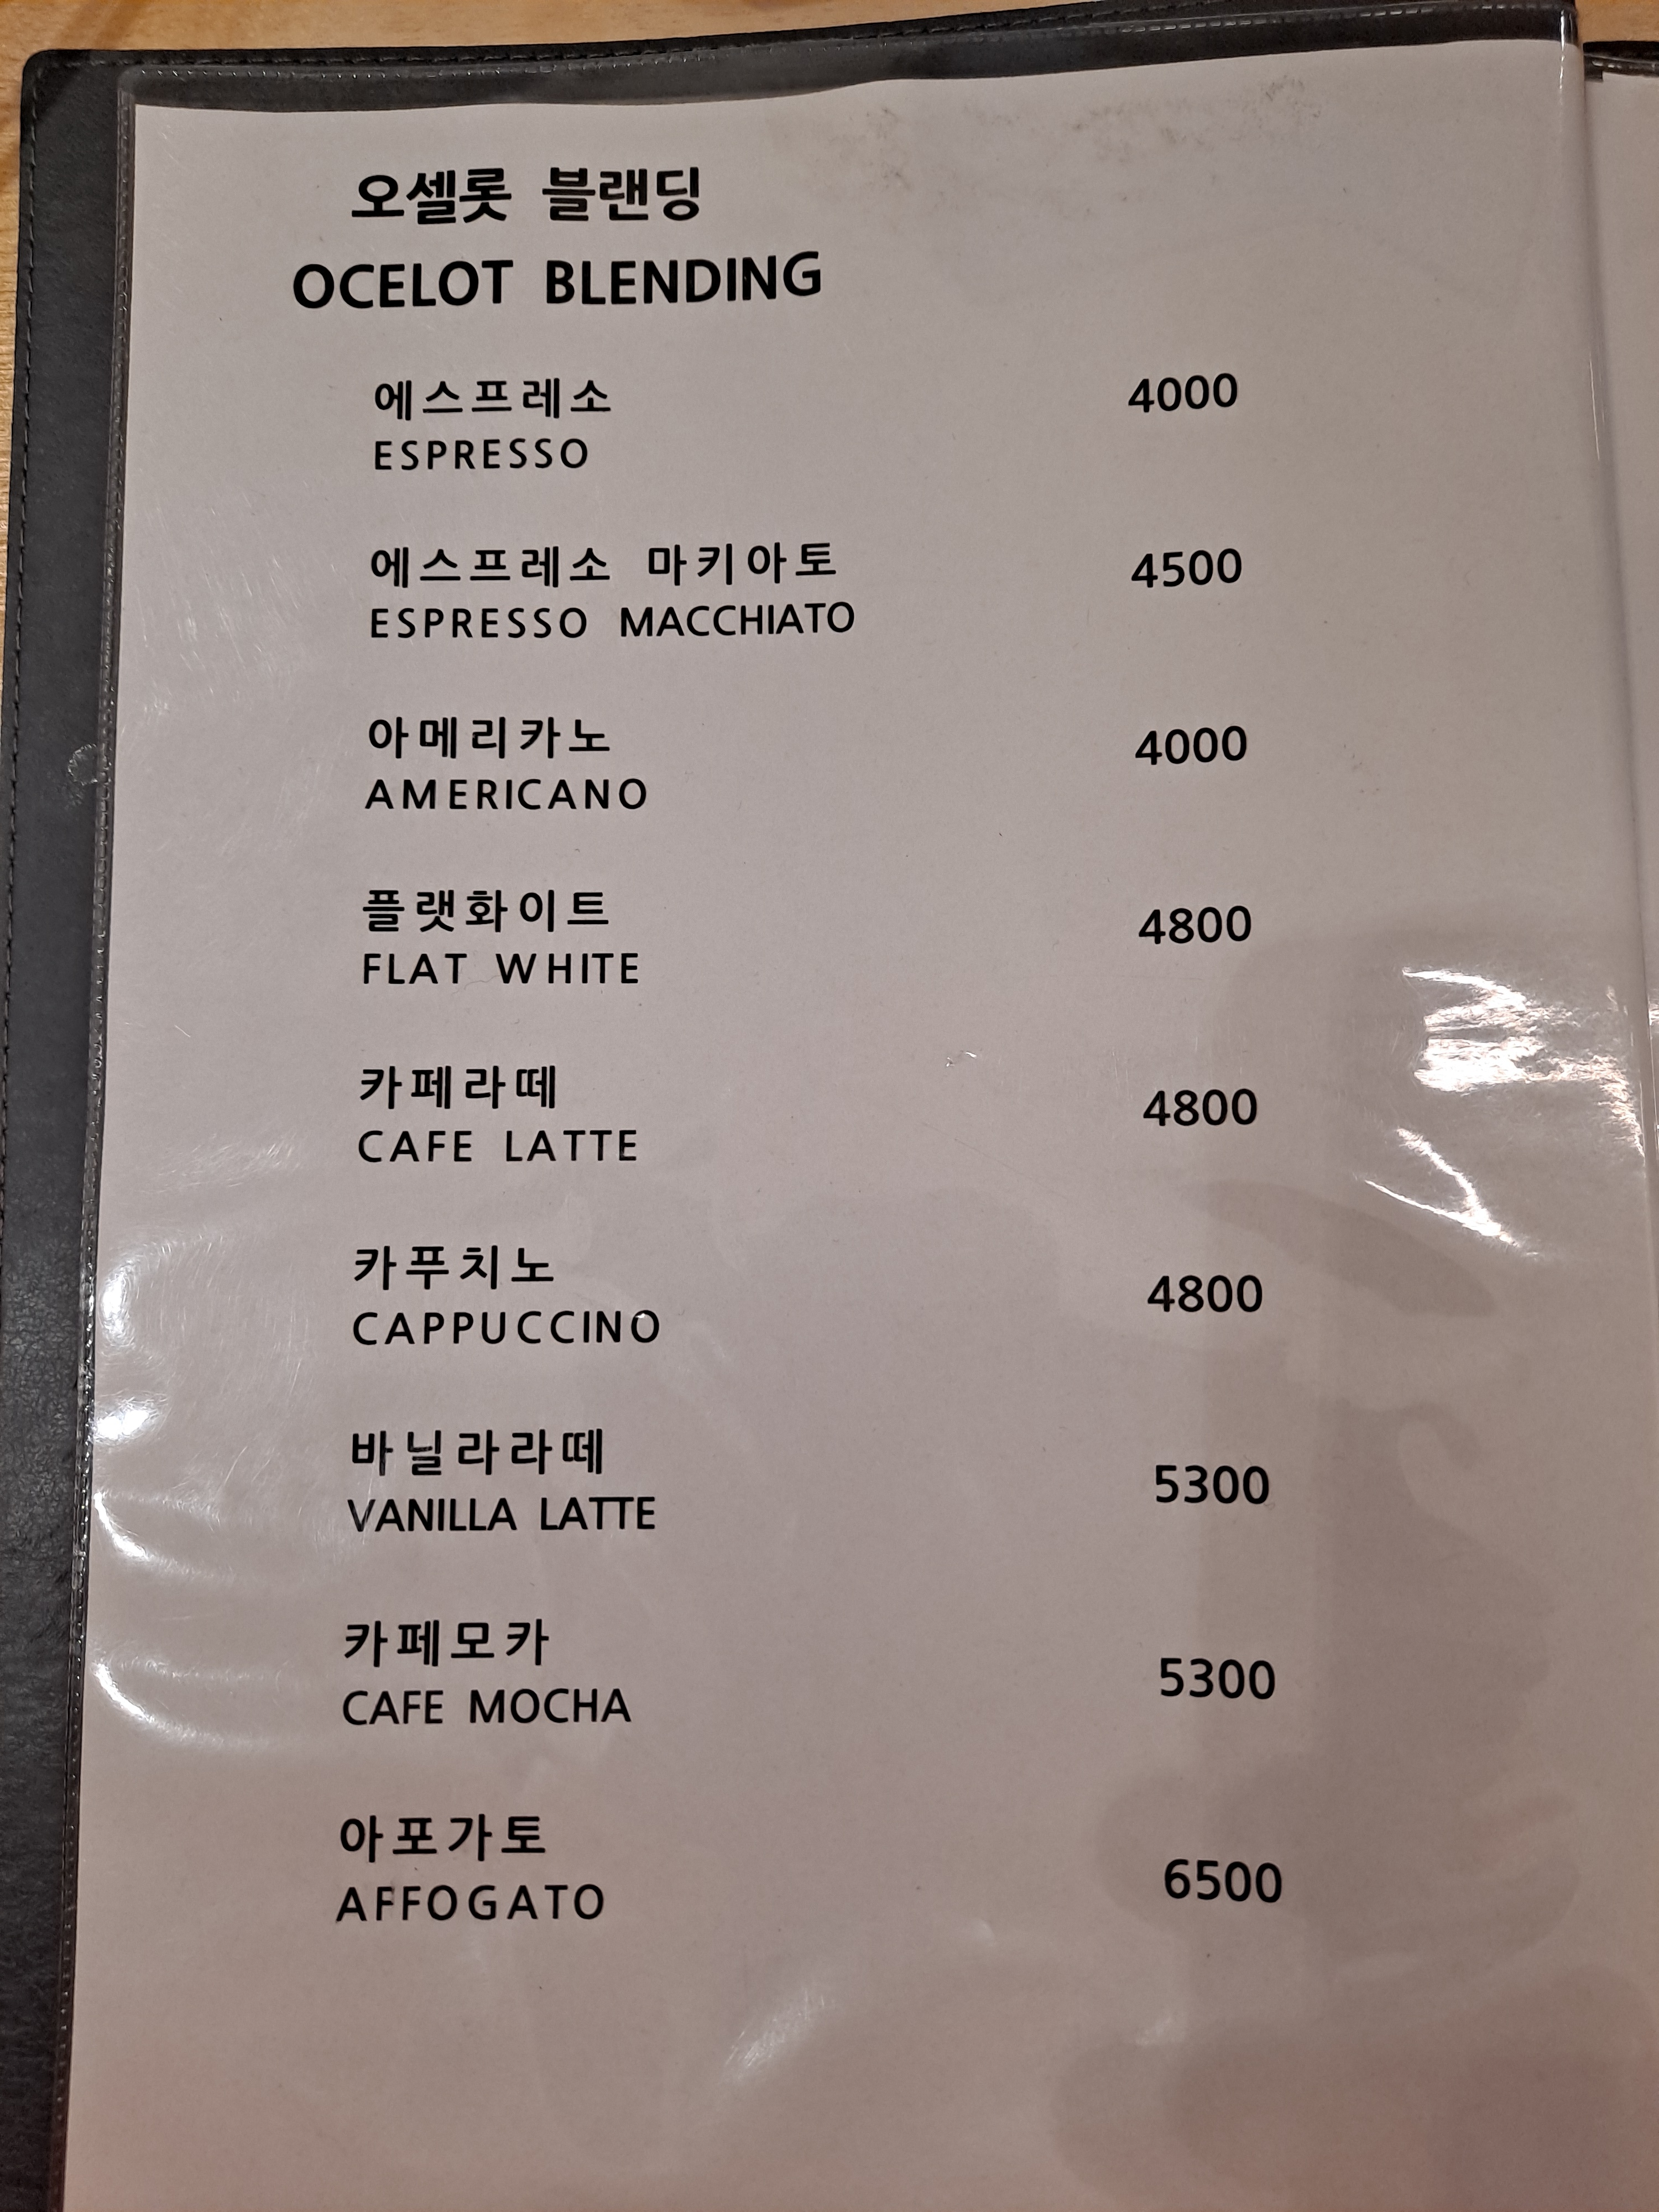 오셀롯 블랜딩
OCELOT BLENDING
에스프레소 4000
ESPRESSO
에스프레소 마키아토 4500
ESPRESSO MACCHIATO
아메리카노 4000
AMERICANO
플랫화이트 4800
FLAT WHITE
카페라떼 4800
CAFE LATTE
카푸치노 4800
CAPPUCCINO
바닐라라떼 5300
VANILLA LATTE
카페모카 5300
CAFE MOCHA
아포가토 6500
AFFOGATO